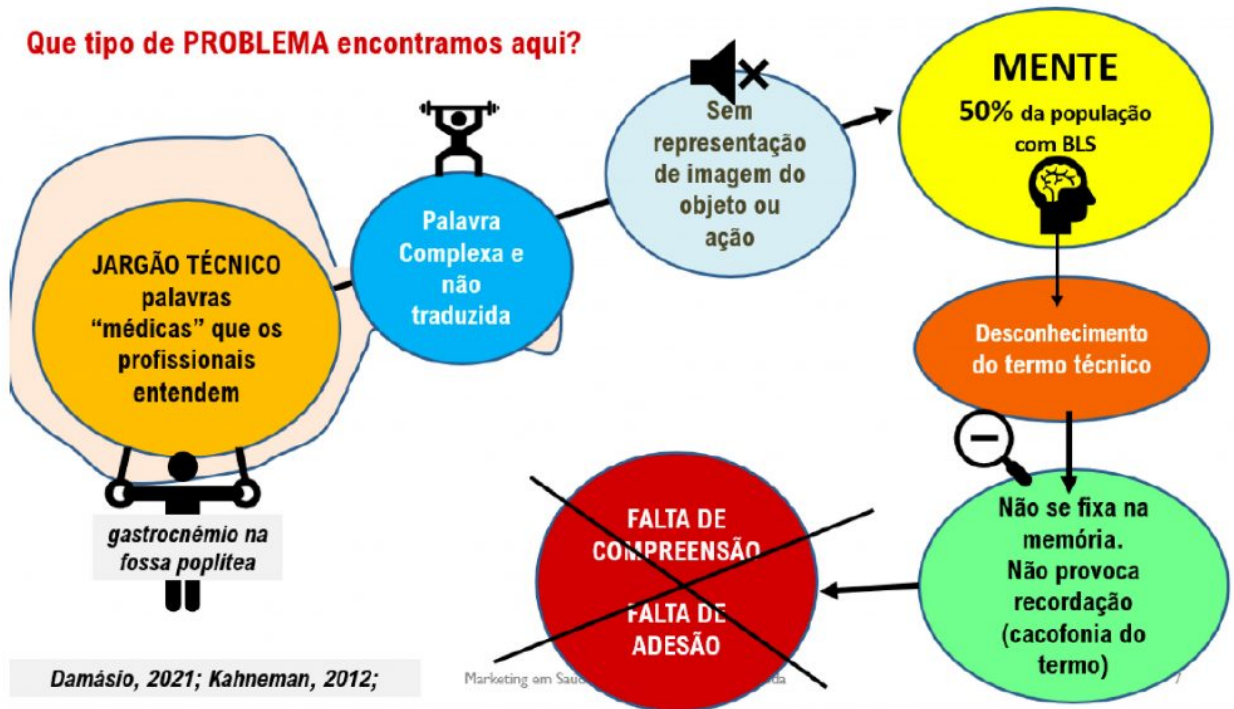 Que tipo de PROBLEMA encontramos aqui?
JARGÃO TÉCNICO
palavras
“médicas” que os
profissionais
entendem
gastrocnémio na
fossa poplítea
Palavra
Complexa e
não
traduzida
Sem
representação
de imagem do
objeto ou
ação
MENTE
50% da população
com BLS
Desconhecimento
do termo técnico
Não se fixa na
memória.
Não provoca
recordação
(cacofonia do
termo)
FALTA DE
COMPREENSÃO
FALTA DE
ADESÃO
Damásio, 2021; Kahneman, 2012;
Marketing em
7